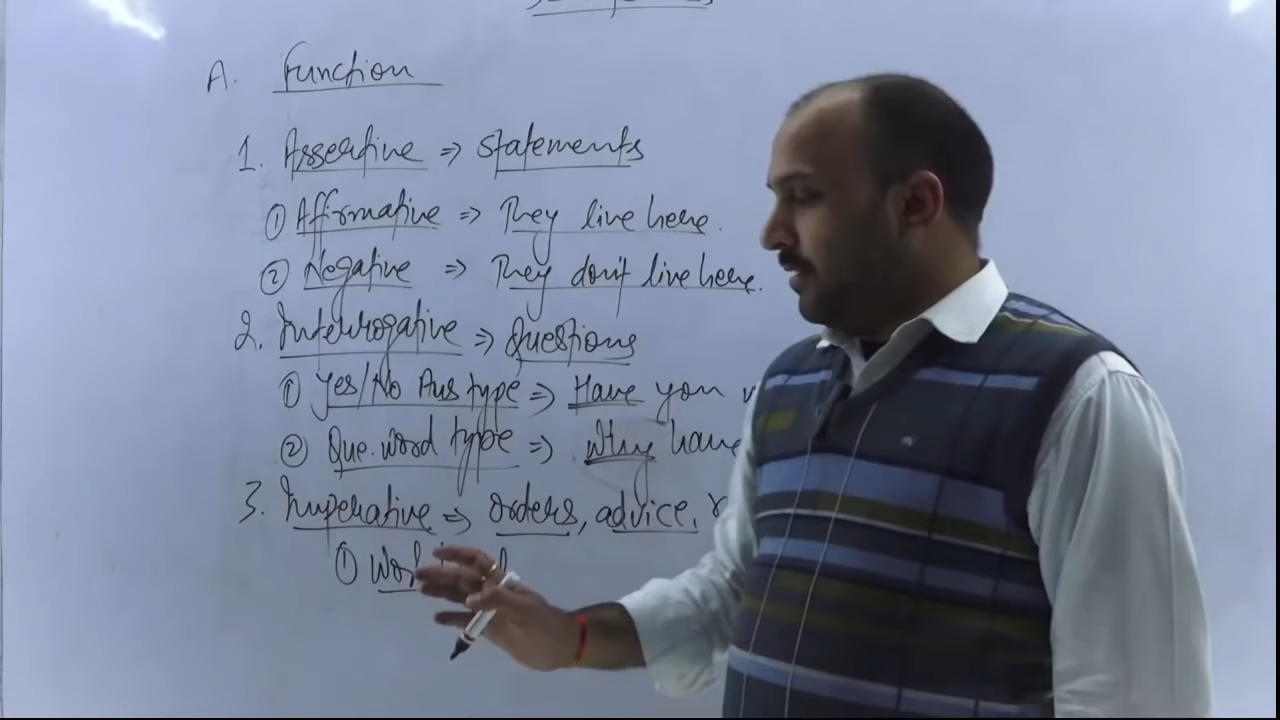 A. Function
1. Assertive => statements
① Affirmative => They live here.
② Negative => They don't live here.
2. Interrogative => Questions
① Yes/No Ans type => Have you
② Que. word type => Why have
3. Imperative => orders, advice,
①